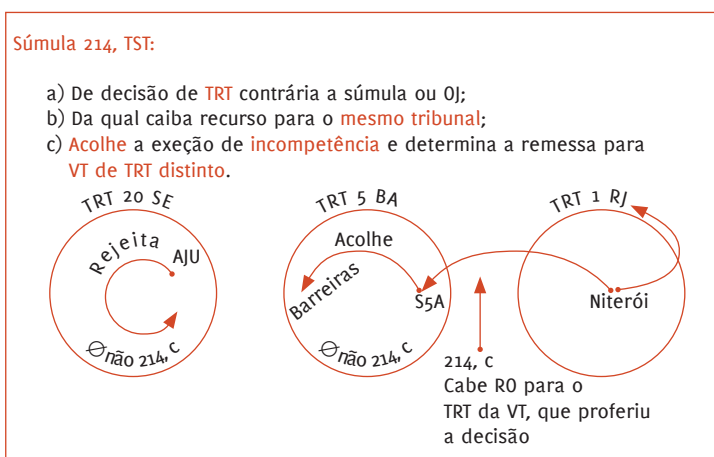 Súmula 214, TST:
a) De decisão de TRT contrária a súmula ou OJ;
b) Da qual caiba recurso para o mesmo tribunal;
c) Acolhe a exeção de incompetência e determina a remessa para
VT de TRT distinto.
TRT 20 SE
Rejeita
AJU
não 214, C
TRT 5 BA
Acolhe
Barreiras
S5A
não 214, C
TRT 1 RJ
Niterói
214, C
Cabe RO para o
TRT da VT, que proferiu
a decisão